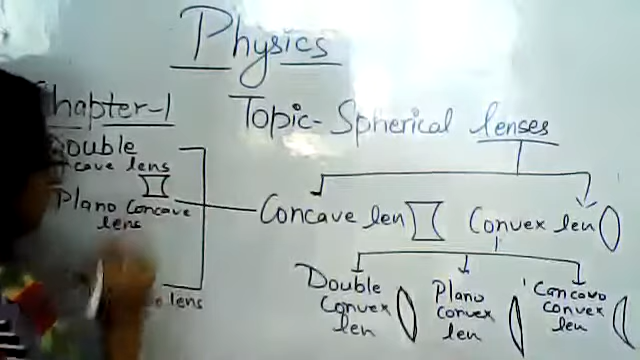 Physics
Chapter-1
Topic - Spherical lenses
Double
cave lens
Plano Concave
lens
lens
Concave len
Convex len
Double
Convex
len
Plano
convex
len
Concavo
convex
len